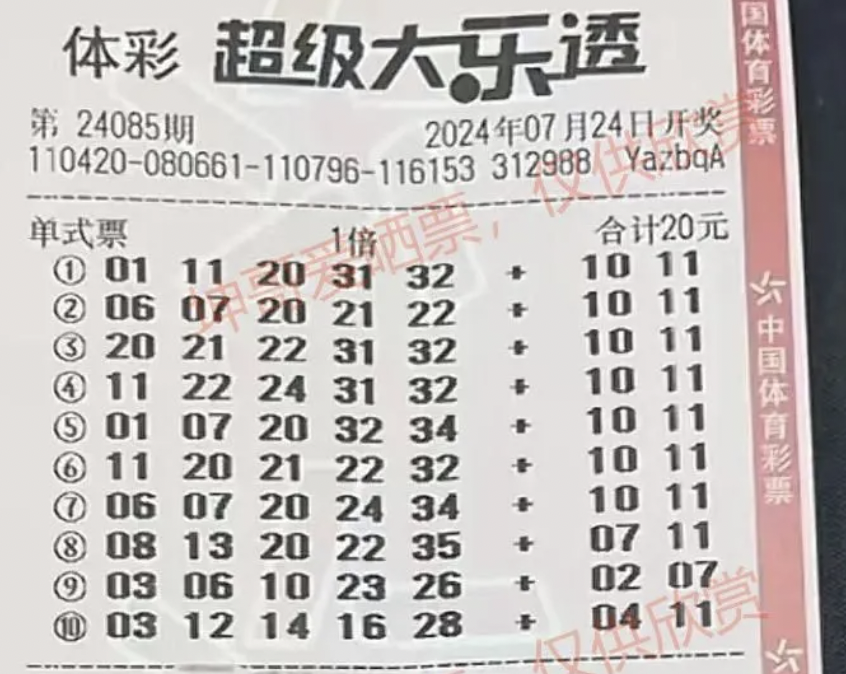 体彩 超级大乐透
第 24085期 2024年07月24日开奖
110420-080661-110796-116153 312988 YazbqA
单式票 1倍 合计20元
① 01 11 20 31 32 + 10 11
② 06 07 20 21 22 + 10 11
③ 20 21 22 31 32 + 10 11
④ 11 22 24 31 32 + 10 11
⑤ 01 07 20 32 34 + 10 11
⑥ 11 20 21 22 32 + 10 11
⑦ 06 07 20 24 34 + 10 11
⑧ 08 13 20 22 35 + 07 11
⑨ 03 06 10 23 26 + 02 07
⑩ 03 12 14 16 28 + 04 11
坤哥爱晒票，仅供欣赏
仅供欣赏
国体育彩票
中国体育彩票